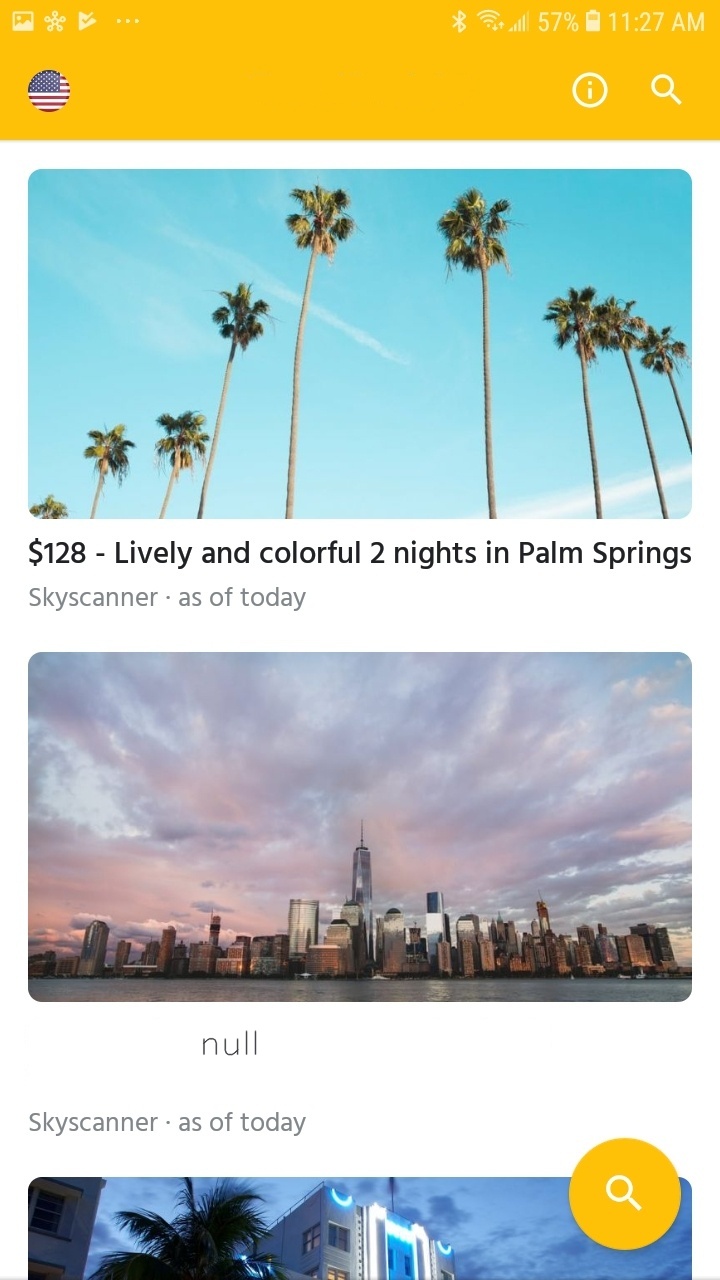 57% 11:27 AM
$128 - Lively and colorful 2 nights in Palm Springs
Skyscanner · as of today
null
Skyscanner · as of today